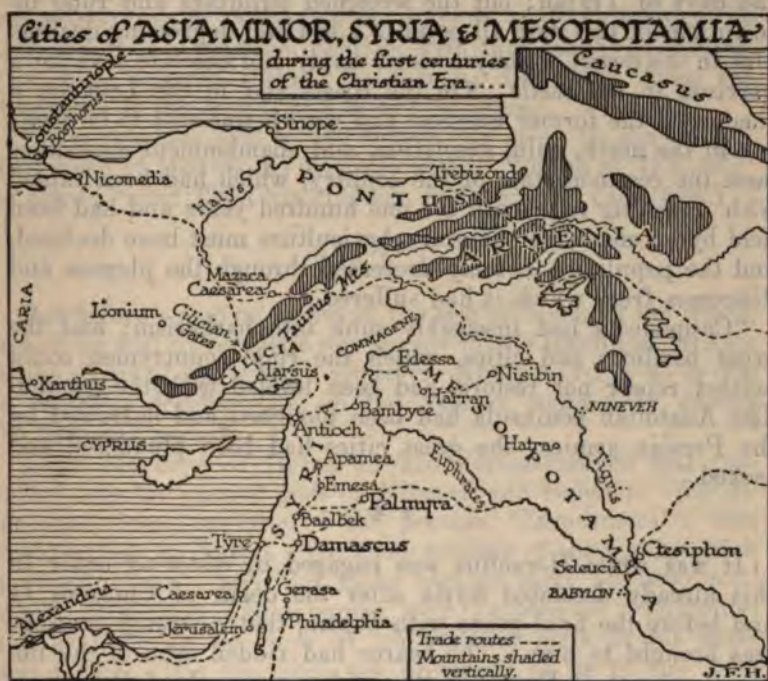 Cities of ASIA MINOR, SYRIA & MESOPOTAMIA
during the first centuries
of the Christian Era....
Caucasus
Constantinople
Bosphorus
Sinope
Nicomedia
Halys
PONTUS
Trebizond
ARMENIA
Mazaca
Caesarea
Taurus Mts
CARIA
Iconium
Cilician
Gates
CILICIA
COMMAGENE
Edessa
Nisibin
Xanthus
Tarsus
Harran
MESOPOTAMIA
NINEVEH
Bambyce
Antioch
CYPRUS
Hatra
Apamea
SYRIA
Euphrates
Tigris
Emesa
Palmyra
Baalbek
Tyre
Damascus
Ctesiphon
Seleucia
Caesarea
Gerasa
BABYLON
Alexandria
Jerusalem
Philadelphia
Trade routes ----
Mountains shaded
vertically.
J.F.H.